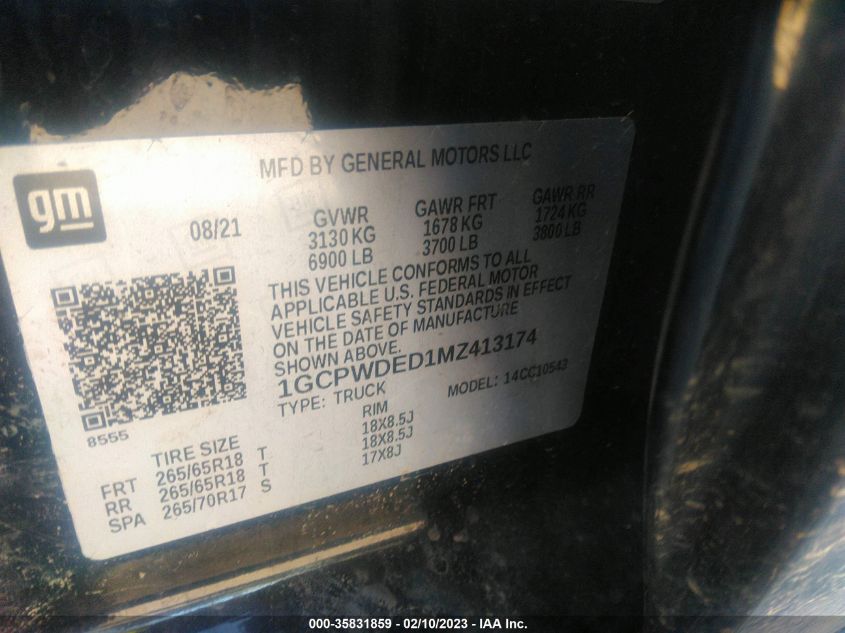 MFD BY GENERAL MOTORS LLC
gm
08/21
GVWR GAWR FRT GAWR RR
3130 KG 1678 KG 1724 KG
6900 LB 3700 LB 3800 LB
THIS VEHICLE CONFORMS TO ALL
APPLICABLE U.S. FEDERAL MOTOR
VEHICLE SAFETY STANDARDS IN EFFECT
ON THE DATE OF MANUFACTURE
SHOWN ABOVE.
1GCPWDED1MZ413174
TYPE: TRUCK MODEL: 14CC10543
8555
TIRE SIZE RIM
FRT 265/65R18 T 18X8.5J
RR 265/65R18 T 18X8.5J
SPA 265/70R17 S 17X8J
000-35831859 - 02/10/2023 - IAA Inc.